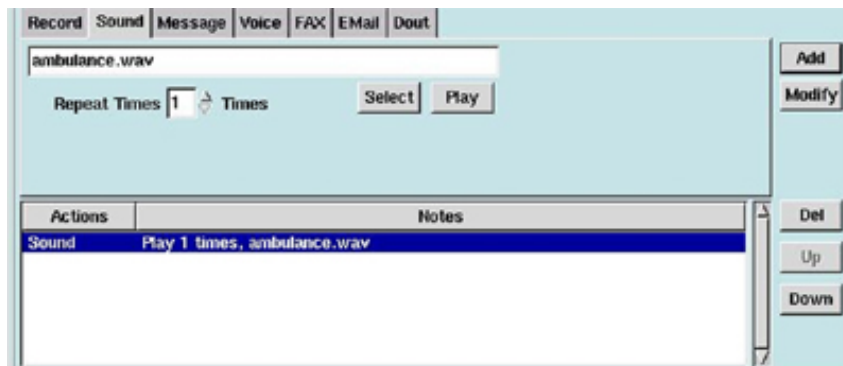 Record Sound Message Voice FAX EMail Dout
ambulance.wav
Add
Repeat Times 1 Times Select Play
Modify
Actions Notes
Del
Sound Play 1 times, ambulance.wav
Up
Down